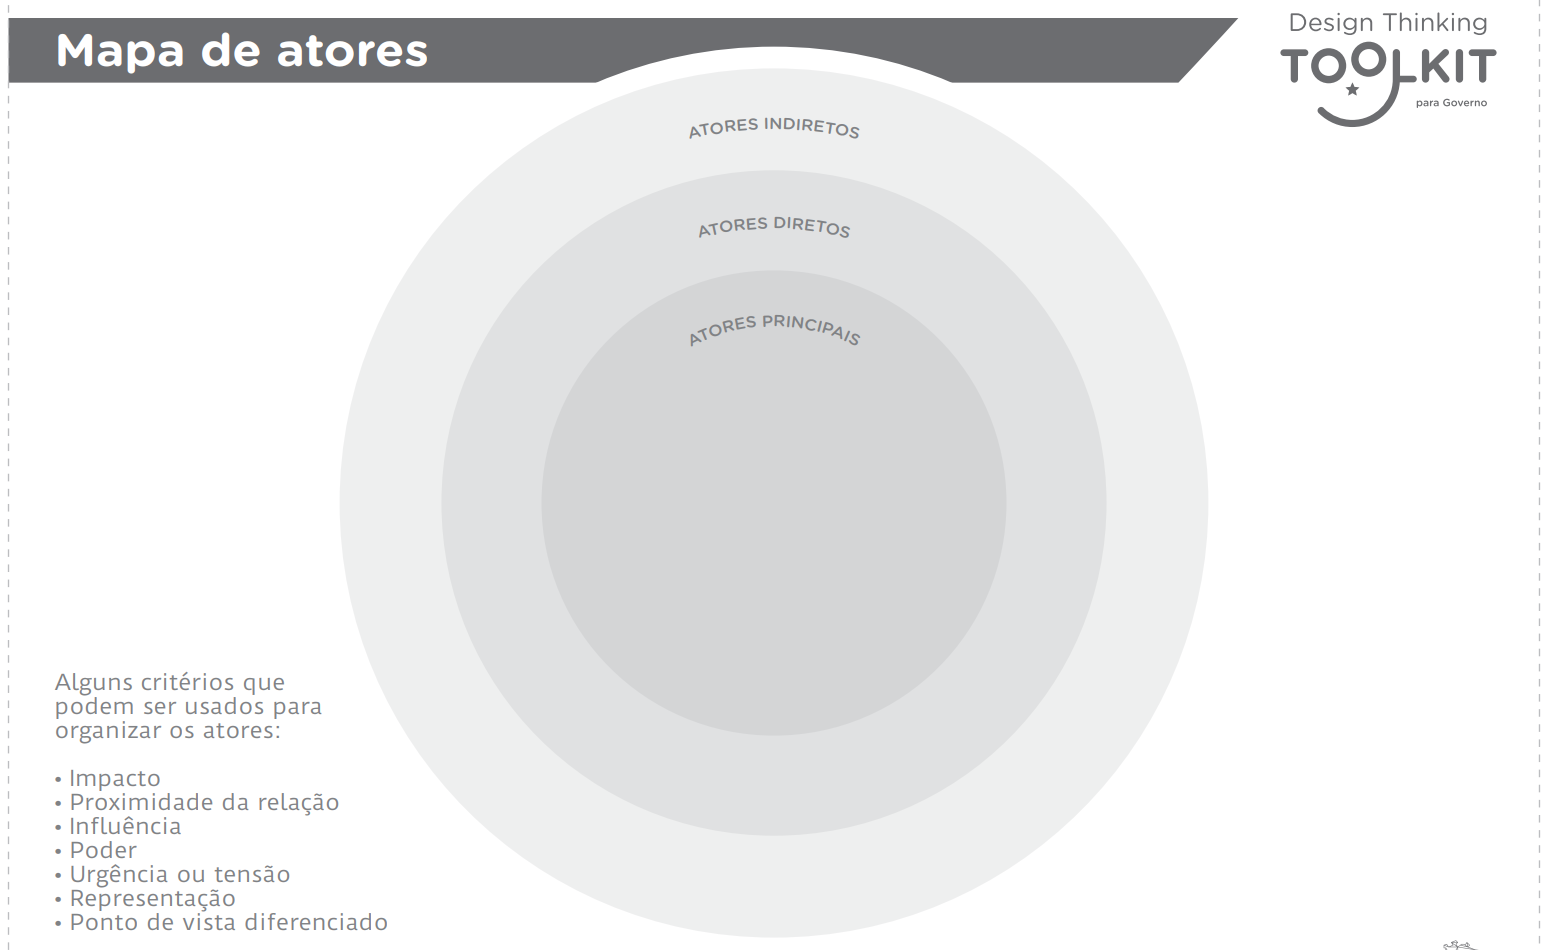 Mapa de atores
Design Thinking
TOOLKIT
para Governo
ATORES INDIRETOS
ATORES DIRETOS
ATORES PRINCIPAIS
Alguns critérios que
podem ser usados para
organizar os atores:
• Impacto
• Proximidade da relação
• Influência
• Poder
• Urgência ou tensão
• Representação
• Ponto de vista diferenciado